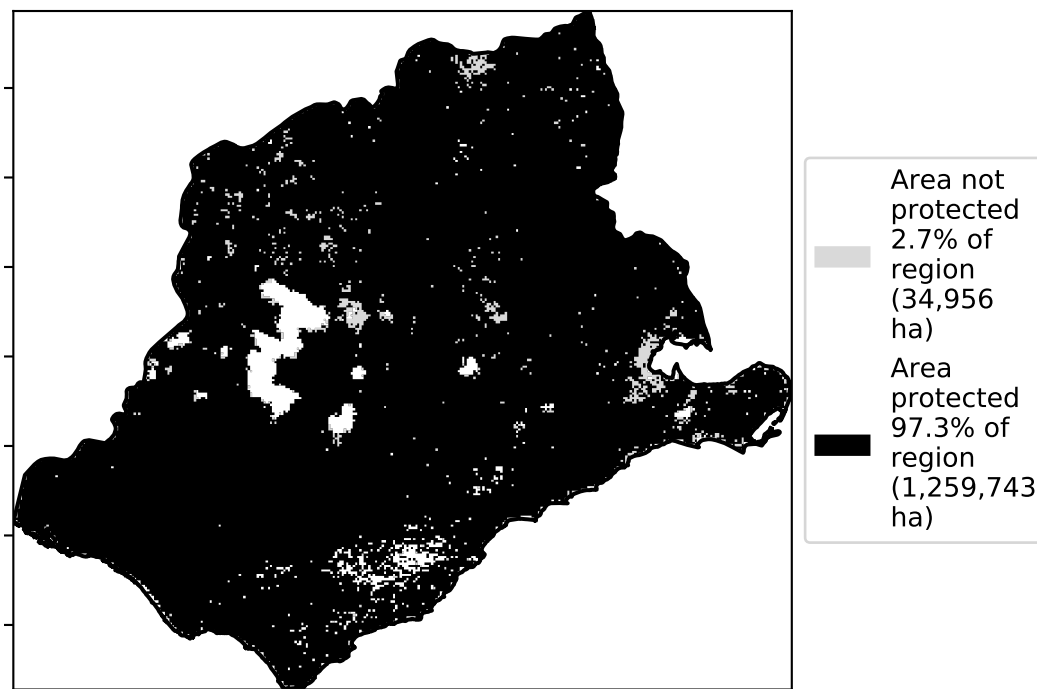 Area not
protected
2.7% of
region
(34,956
ha)
Area
protected
97.3% of
region
(1,259,743
ha)